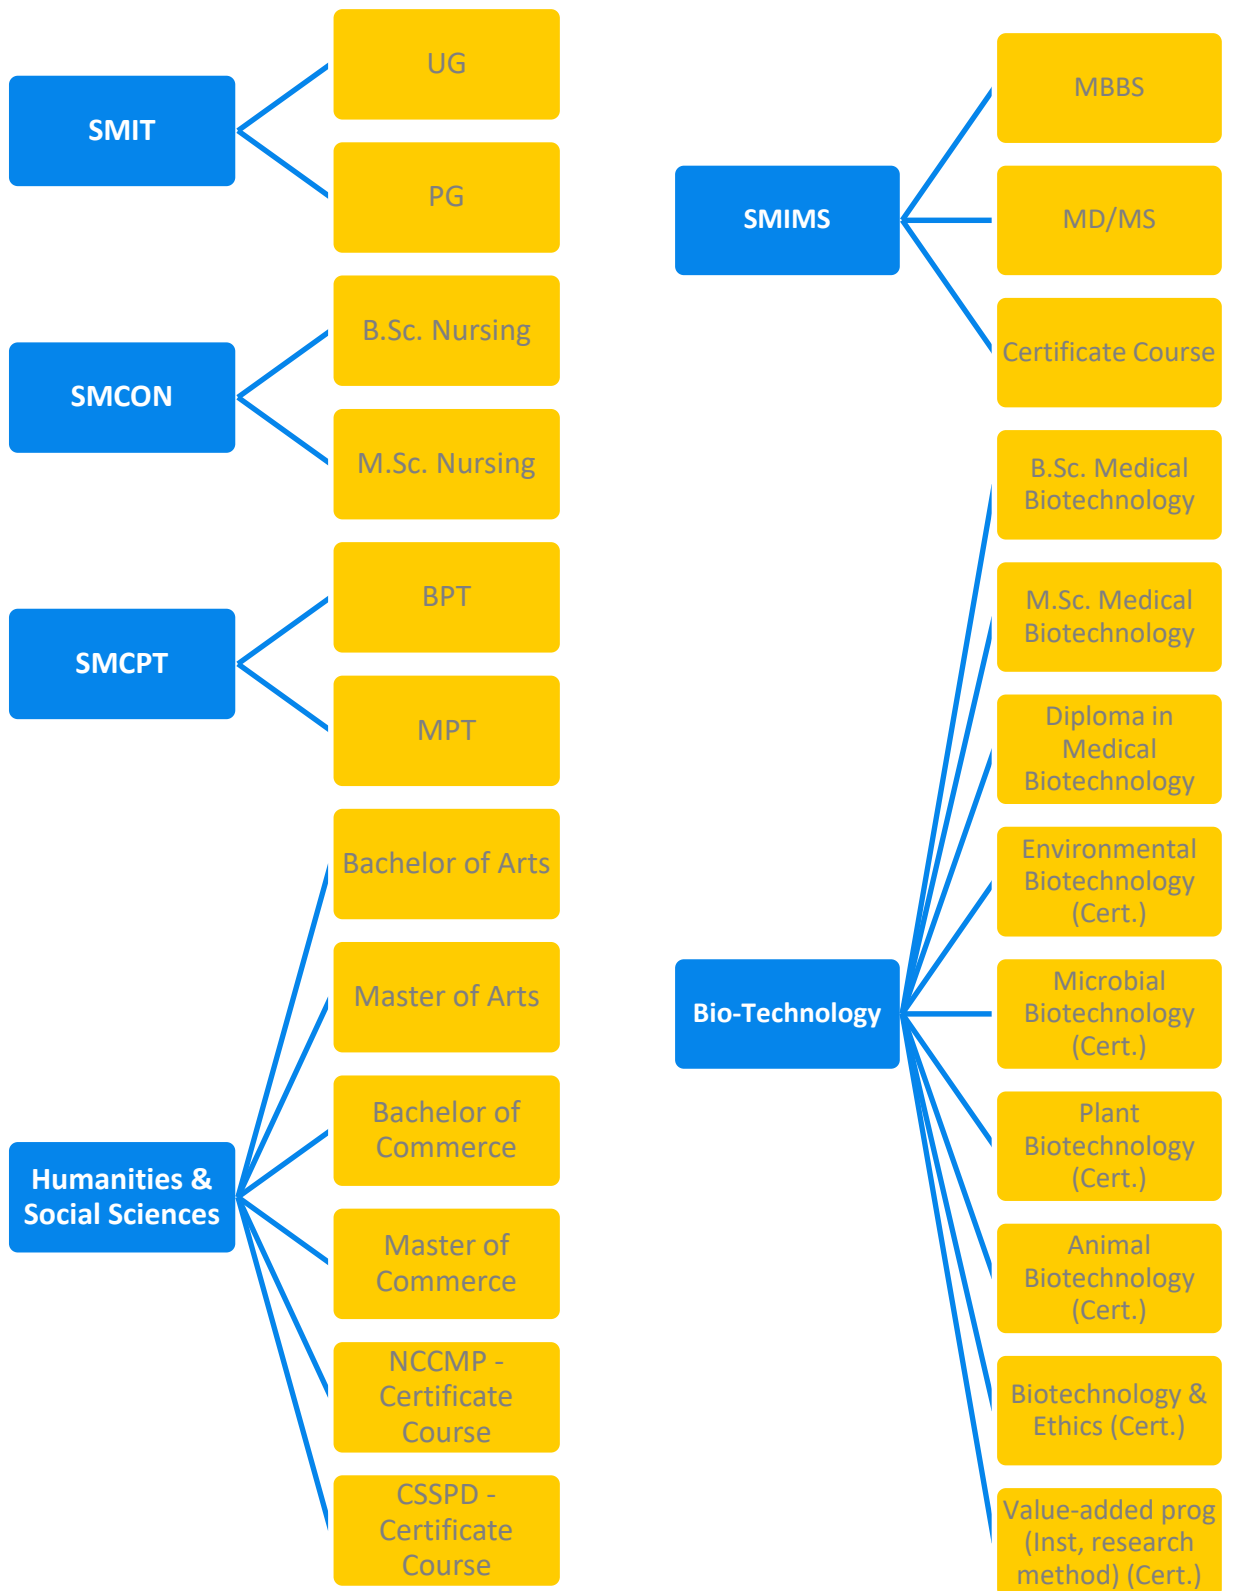 SMIT
UG
PG
SMCON
B.Sc. Nursing
M.Sc. Nursing
SMCPT
BPT
MPT
Humanities &
Social Sciences
Bachelor of Arts
Master of Arts
Bachelor of
Commerce
Master of
Commerce
NCCMP -
Certificate
Course
CSSPD -
Certificate
Course
SMIMS
MBBS
MD/MS
Certificate Course
Bio-Technology
B.Sc. Medical
Biotechnology
M.Sc. Medical
Biotechnology
Diploma in
Medical
Biotechnology
Environmental
Biotechnology
(Cert.)
Microbial
Biotechnology
(Cert.)
Plant
Biotechnology
(Cert.)
Animal
Biotechnology
(Cert.)
Biotechnology &
Ethics (Cert.)
Value-added prog
(Inst, research
method) (Cert.)